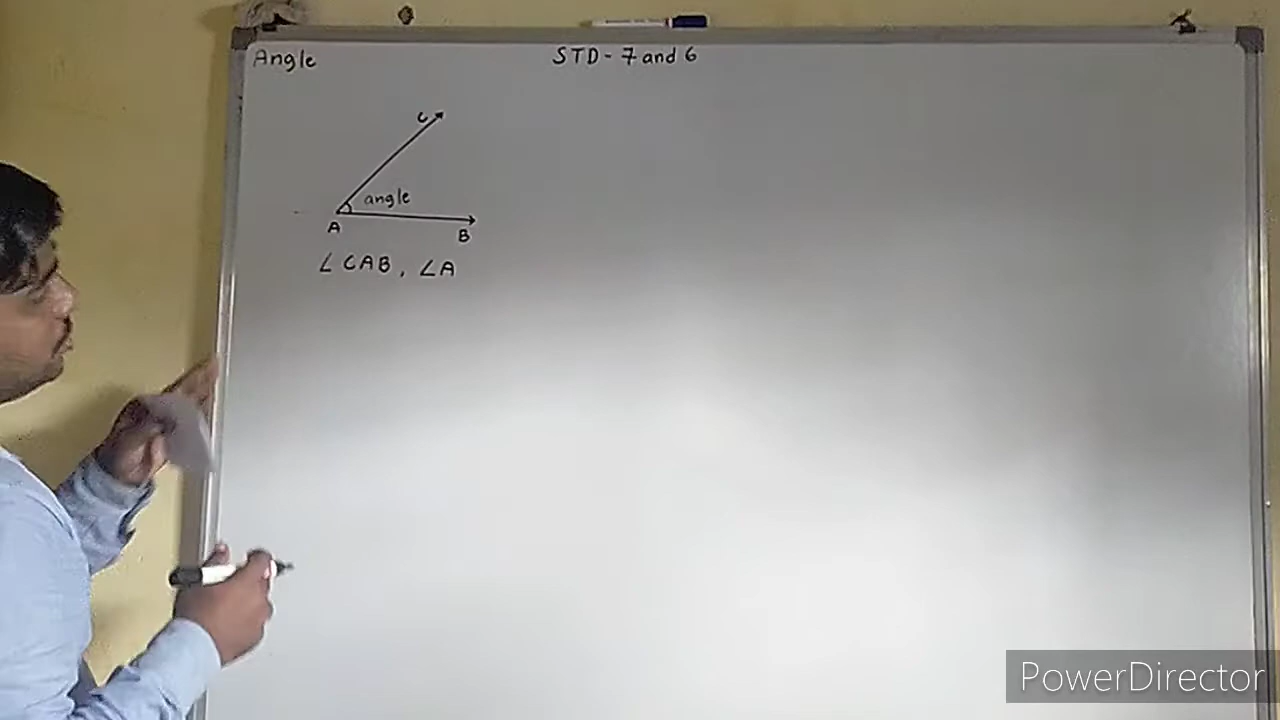 Angle
STD - 7 and 6
C
angle
A
B
∠ CAB, ∠A
PowerDirector